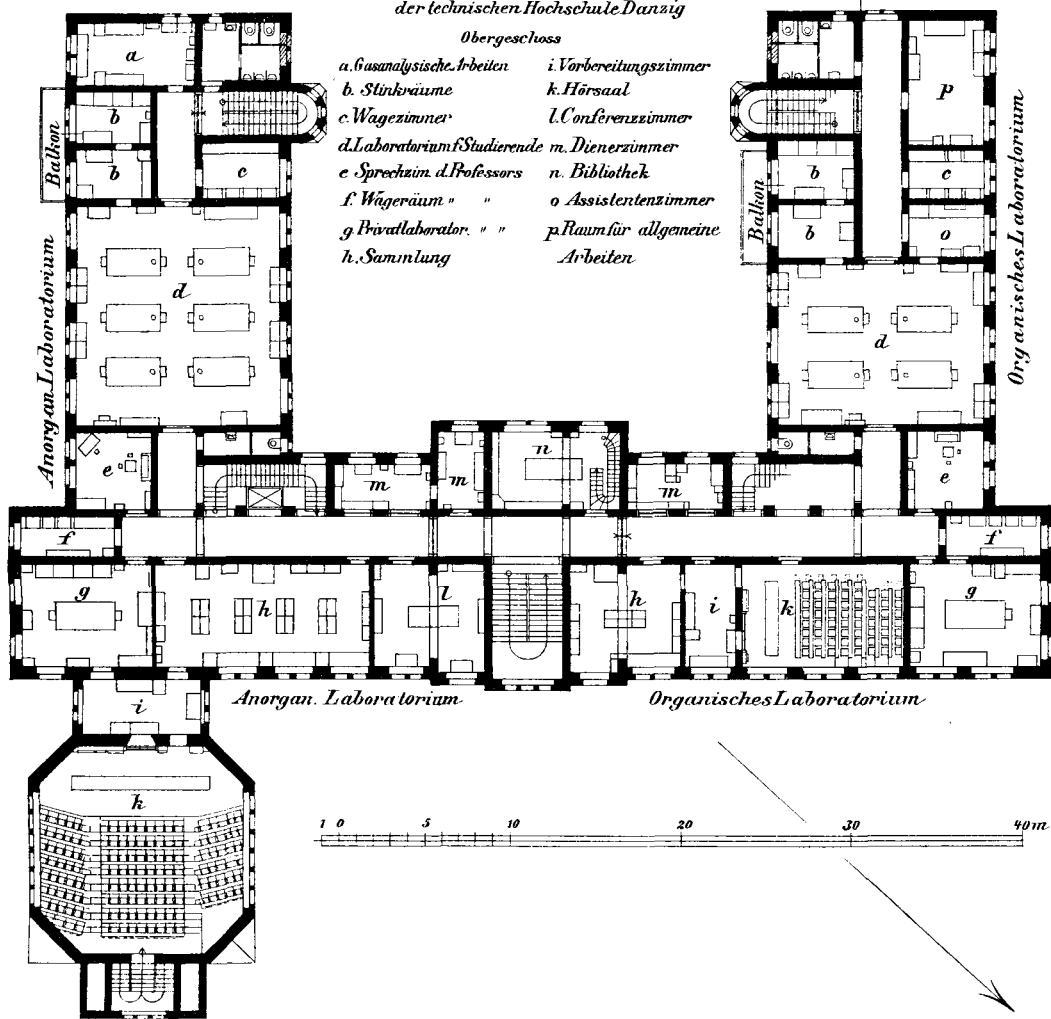 der technischen Hochschule Danzig
Obergeschoss
a. Gasanalysische Arbeiten
b. Stinkräume
c. Wagezimmer
d. Laboratorium f. Studierende
e Sprechzim. d. Professors
f. Wageräum " "
g. Privatlaborator. " "
h. Sammlung
i. Vorbereitungszimmer
k. Hörsaal
l. Conferenzzimmer
m. Dienerzimmer
n. Bibliothek
o Assistentenzimmer
p. Raum für allgemeine
Arbeiten
a
b
b
c
Balkon
d
Anorgan. Laboratorium
e
p
b
c
b
o
Balkon
d
Organisches Laboratorium
e
m
m
n
m
f
f
g
h
l
h
i
k
g
Anorgan. Laboratorium
Organisches Laboratorium
i
k
1 0 5 10 20 30 40 m